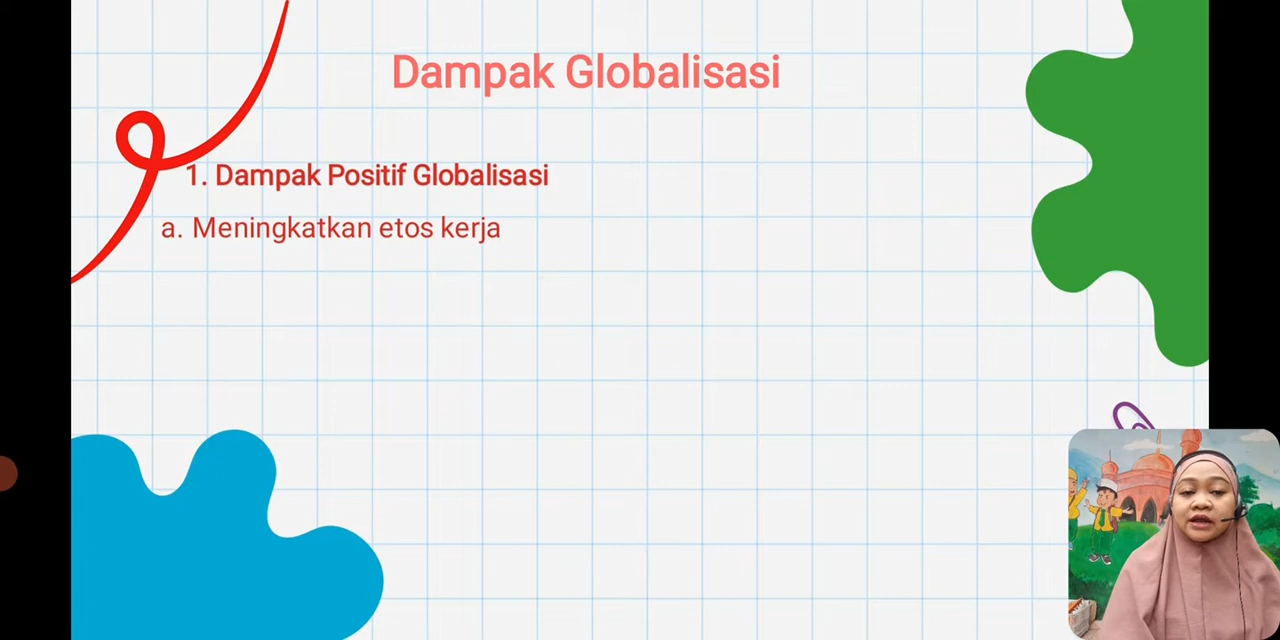 Dampak Globalisasi
1. Dampak Positif Globalisasi
a. Meningkatkan etos kerja